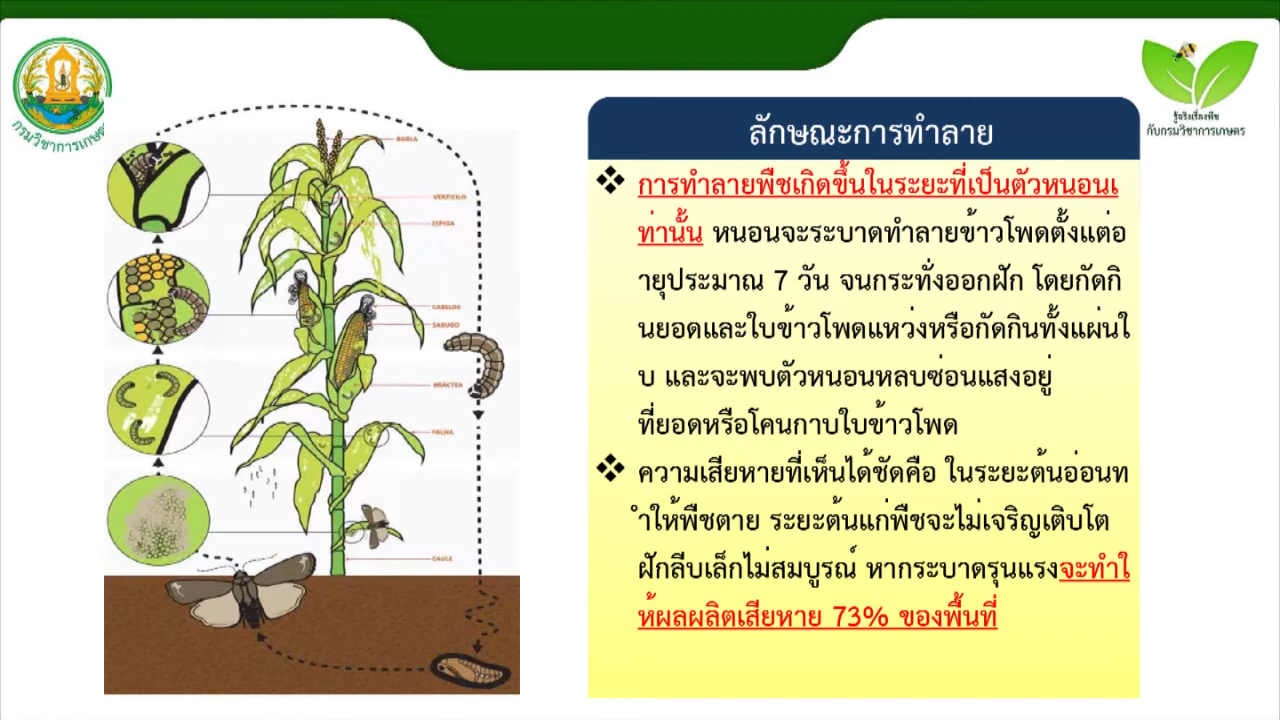 กรมวิชาการเกษตร
รู้จริงเรื่องพืช
กับกรมวิชาการเกษตร
BORLA
VERTICILO
ESPIGA
CABELOS
SABUGO
BRÁCTEA
FOLHA
CAULE
ลักษณะการทำลาย
❖ การทำลายพืชเกิดขึ้นในระยะที่เป็นตัวหนอนเ
ท่านั้น หนอนจะระบาดทำลายข้าวโพดตั้งแต่อ
ายุประมาณ 7 วัน จนกระทั่งออกฝัก โดยกัดกิ
นยอดและใบข้าวโพดแหว่งหรือกัดกินทั้งแผ่นใ
บ และจะพบตัวหนอนหลบซ่อนแสงอยู่
ที่ยอดหรือโคนกาบใบข้าวโพด
❖ ความเสียหายที่เห็นได้ชัดคือ ในระยะต้นอ่อนท
ำให้พืชตาย ระยะต้นแก่พืชจะไม่เจริญเติบโต
ฝักลีบเล็กไม่สมบูรณ์ หากระบาดรุนแรงจะทำใ
ห้ผลผลิตเสียหาย 73% ของพื้นที่